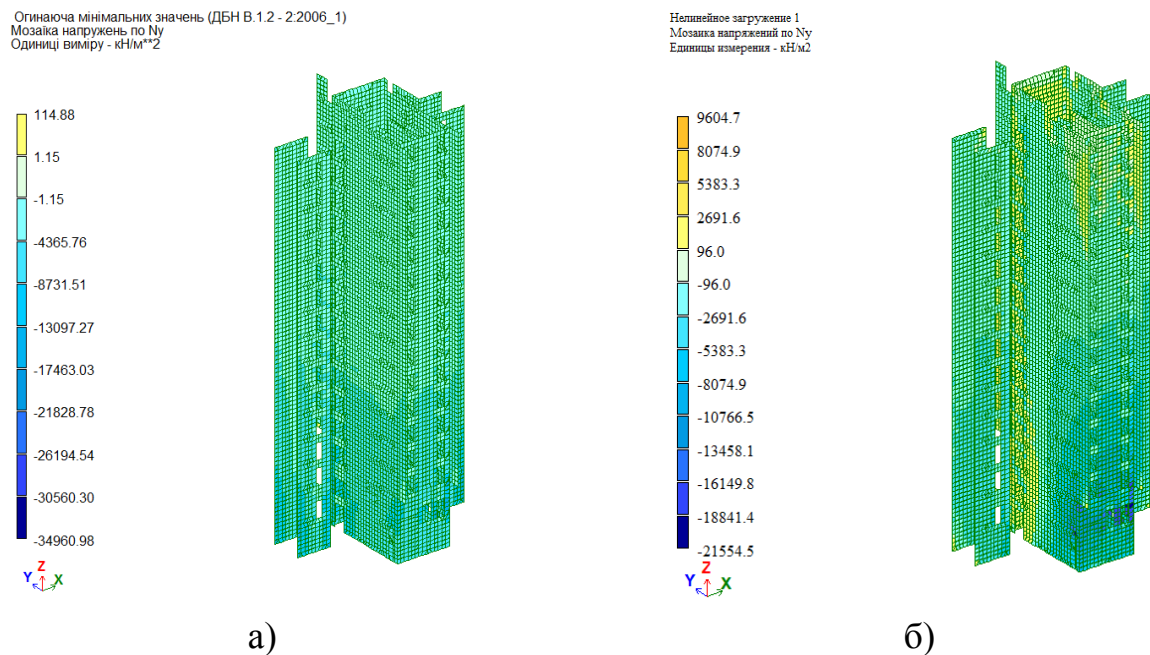 Огинаюча мінімальних значень (ДБН В.1.2 - 2:2006_1)
Мозаїка напружень по Ny
Одиниці виміру - кН/м**2
114.88
1.15
-1.15
-4365.76
-8731.51
-13097.27
-17463.03
-21828.78
-26194.54
-30560.30
-34960.98
Z
Y
X
а)
Нелинейное загружение 1
Мозаика напряжений по Ny
Единицы измерения - кН/м2
9604.7
8074.9
5383.3
2691.6
96.0
-96.0
-2691.6
-5383.3
-8074.9
-10766.5
-13458.1
-16149.8
-18841.4
-21554.5
Z
Y
X
б)